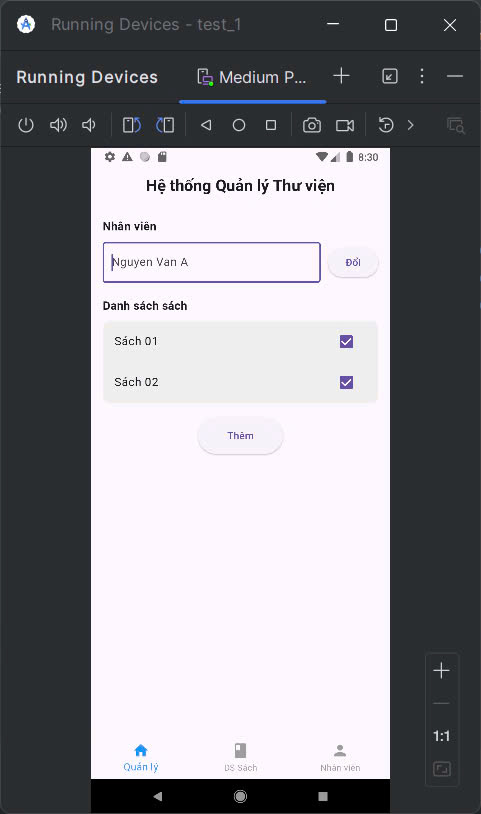 Running Devices - test_1
Running Devices
Medium P...
8:30
Hệ thống Quản lý Thư viện
Nhân viên
Nguyen Van A
Đổi
Danh sách sách
Sách 01
Sách 02
Thêm
1:1
Quản lý
DS Sách
Nhân viên